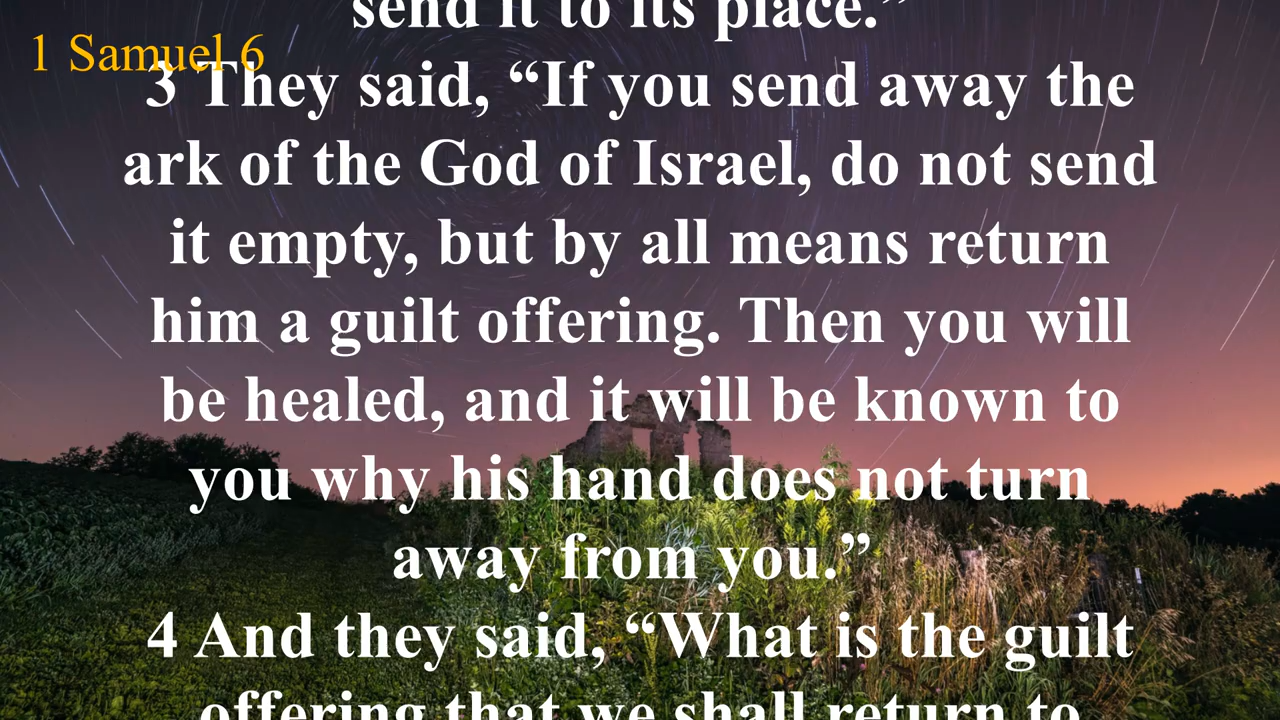 send it to its place.”
1 Samuel 6
3 They said, “If you send away the
ark of the God of Israel, do not send
it empty, but by all means return
him a guilt offering. Then you will
be healed, and it will be known to
you why his hand does not turn
away from you.”
4 And they said, “What is the guilt
offering that we shall return to